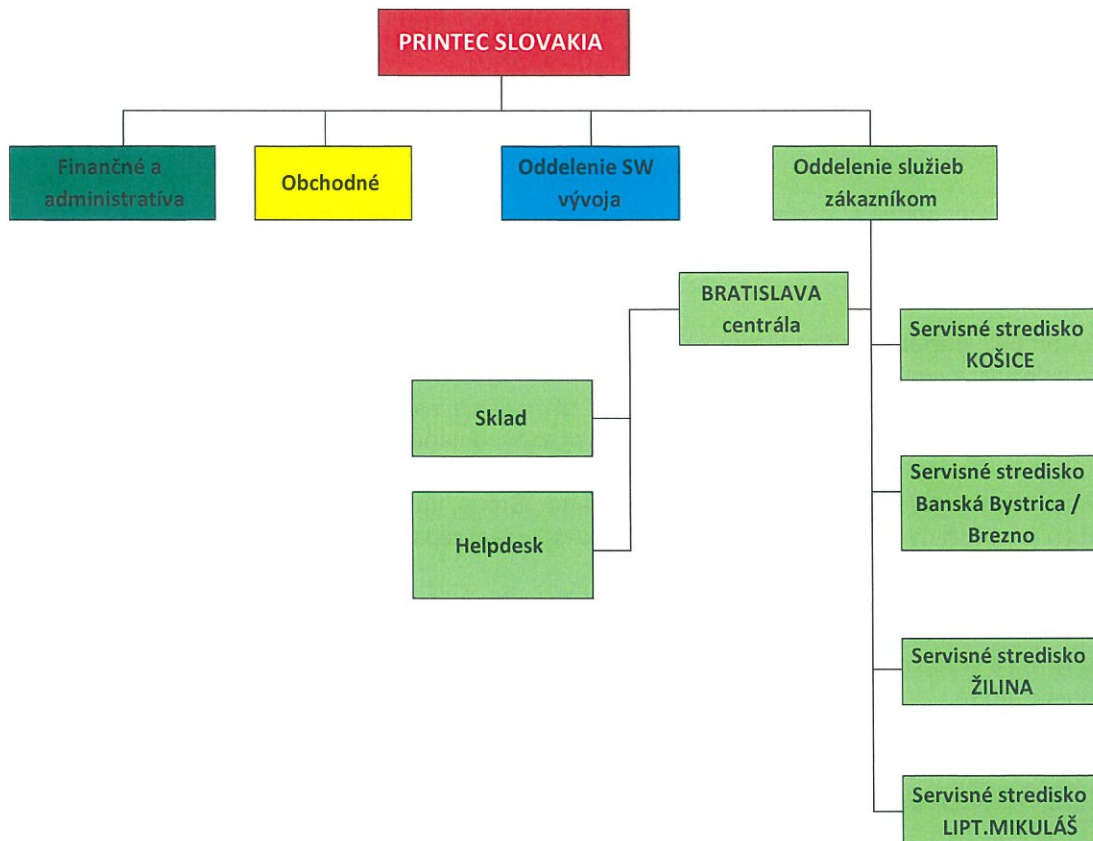 PRINTEC SLOVAKIA
Finančné a
administratíva
Obchodné
Oddelenie SW
vývoja
Oddelenie služieb
zákazníkom
BRATISLAVA
centrála
Servisné stredisko
KOŠICE
Sklad
Servisné stredisko
Banská Bystrica /
Brezno
Helpdesk
Servisné stredisko
ŽILINA
Servisné stredisko
LIPT.MIKULÁŠ